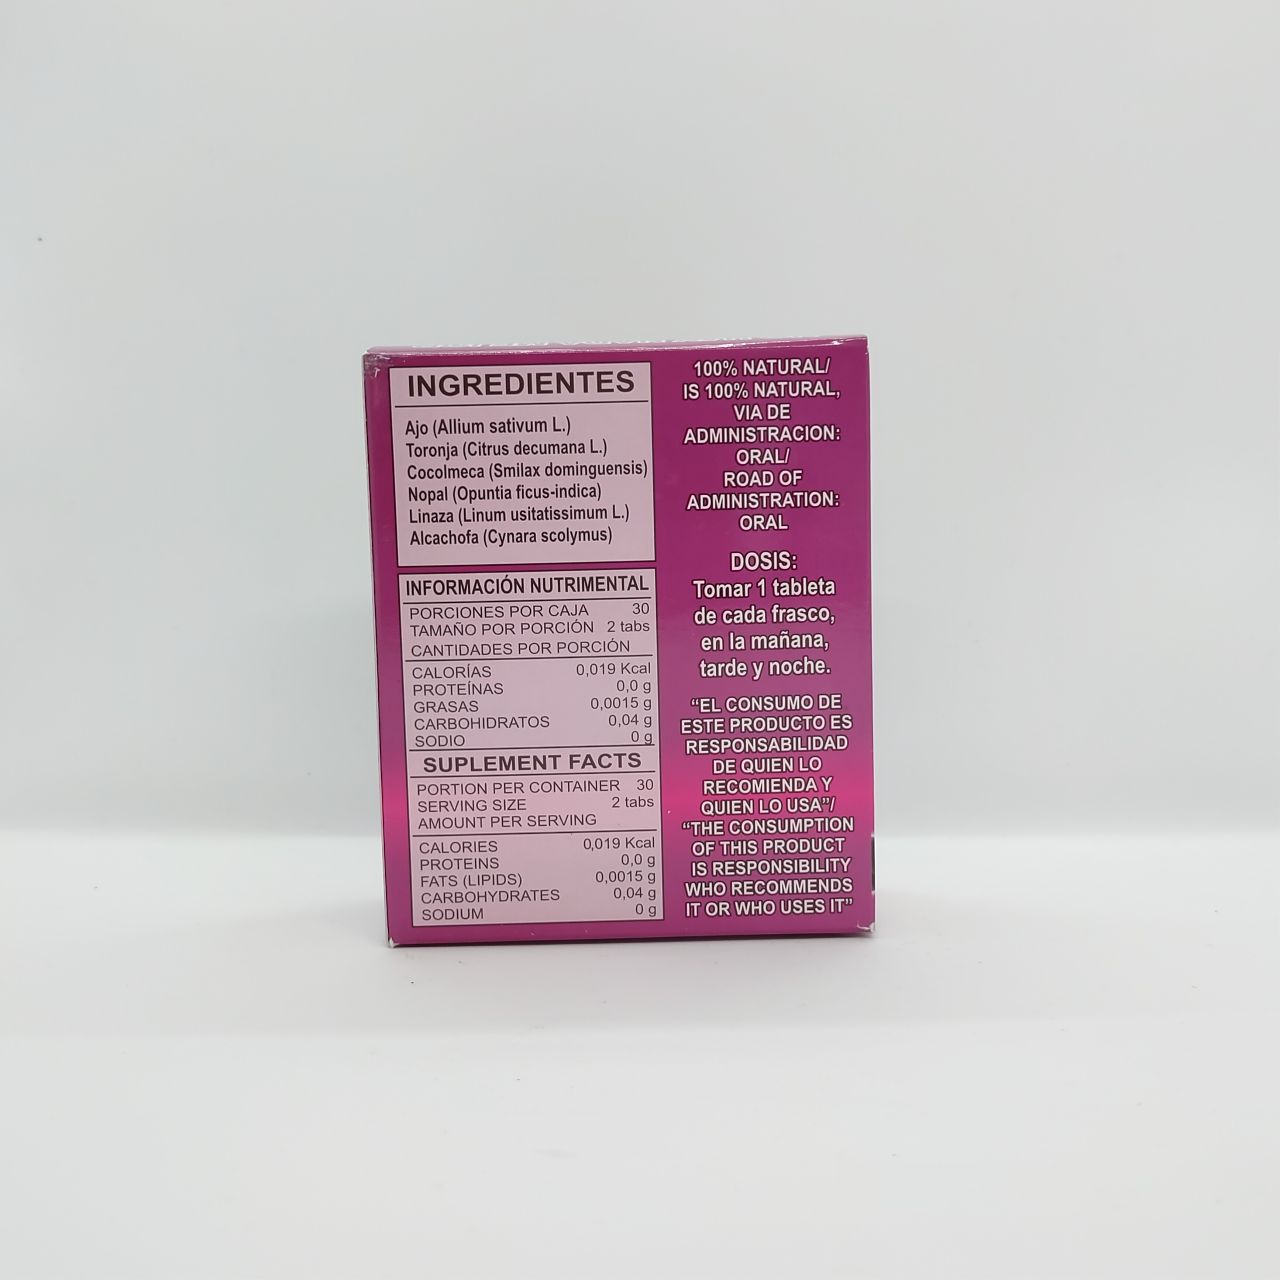 INGREDIENTES
Ajo (Allium sativum L.)
Toronja (Citrus decumana L.)
Cocolmeca (Smilax dominguensis)
Nopal (Opuntia ficus-indica)
Linaza (Linum usitatissimum L.)
Alcachofa (Cynara scolymus)
INFORMACIÓN NUTRIMENTAL
PORCIONES POR CAJA 30
TAMAÑO POR PORCIÓN 2 tabs
CANTIDADES POR PORCIÓN
CALORÍAS 0,019 Kcal
PROTEÍNAS 0,0 g
GRASAS 0,0015 g
CARBOHIDRATOS 0,04 g
SODIO 0 g
SUPLEMENT FACTS
PORTION PER CONTAINER 30
SERVING SIZE 2 tabs
AMOUNT PER SERVING
CALORIES 0,019 Kcal
PROTEINS 0,0 g
FATS (LIPIDS) 0,0015 g
CARBOHYDRATES 0,04 g
SODIUM 0 g
100% NATURAL/
IS 100% NATURAL,
VIA DE
ADMINISTRACION:
ORAL/
ROAD OF
ADMINISTRATION:
ORAL
DOSIS:
Tomar 1 tableta
de cada frasco,
en la mañana,
tarde y noche.
“EL CONSUMO DE
ESTE PRODUCTO ES
RESPONSABILIDAD
DE QUIEN LO
RECOMIENDA Y
QUIEN LO USA”/
“THE CONSUMPTION
OF THIS PRODUCT
IS RESPONSIBILITY
WHO RECOMMENDS
IT OR WHO USES IT”